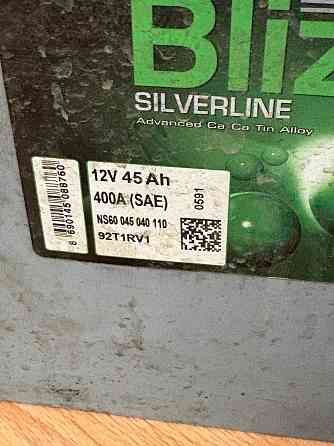 Bliz
SILVERLINE
Advanced Ca Ca Tin Alloy
12V 45 Ah
400A (SAE)
NS60 045 040 110
92T1RV1
0591
8 690145 088760